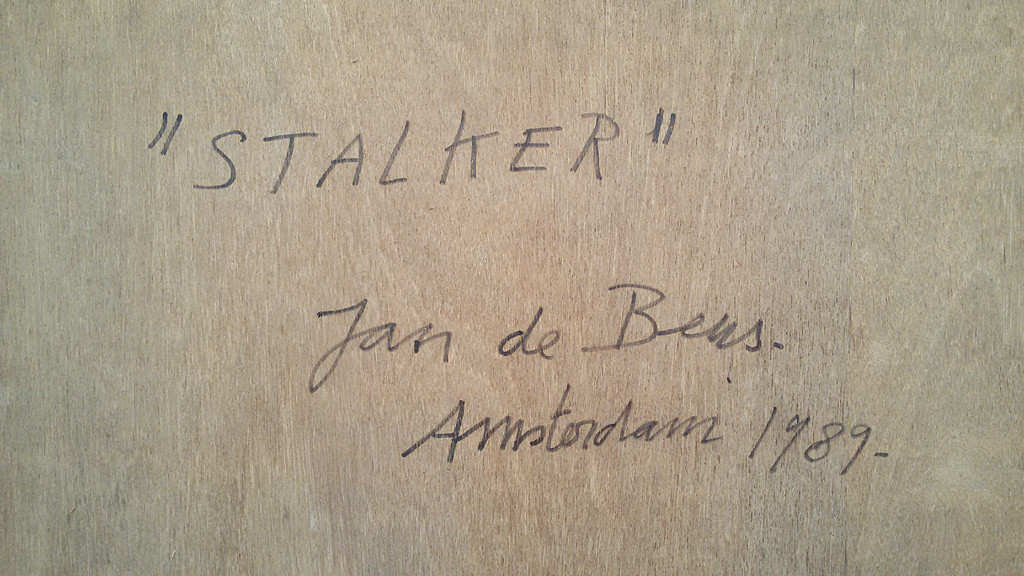 "STALKER"
Jan de Beus.
Amsterdam 1989.